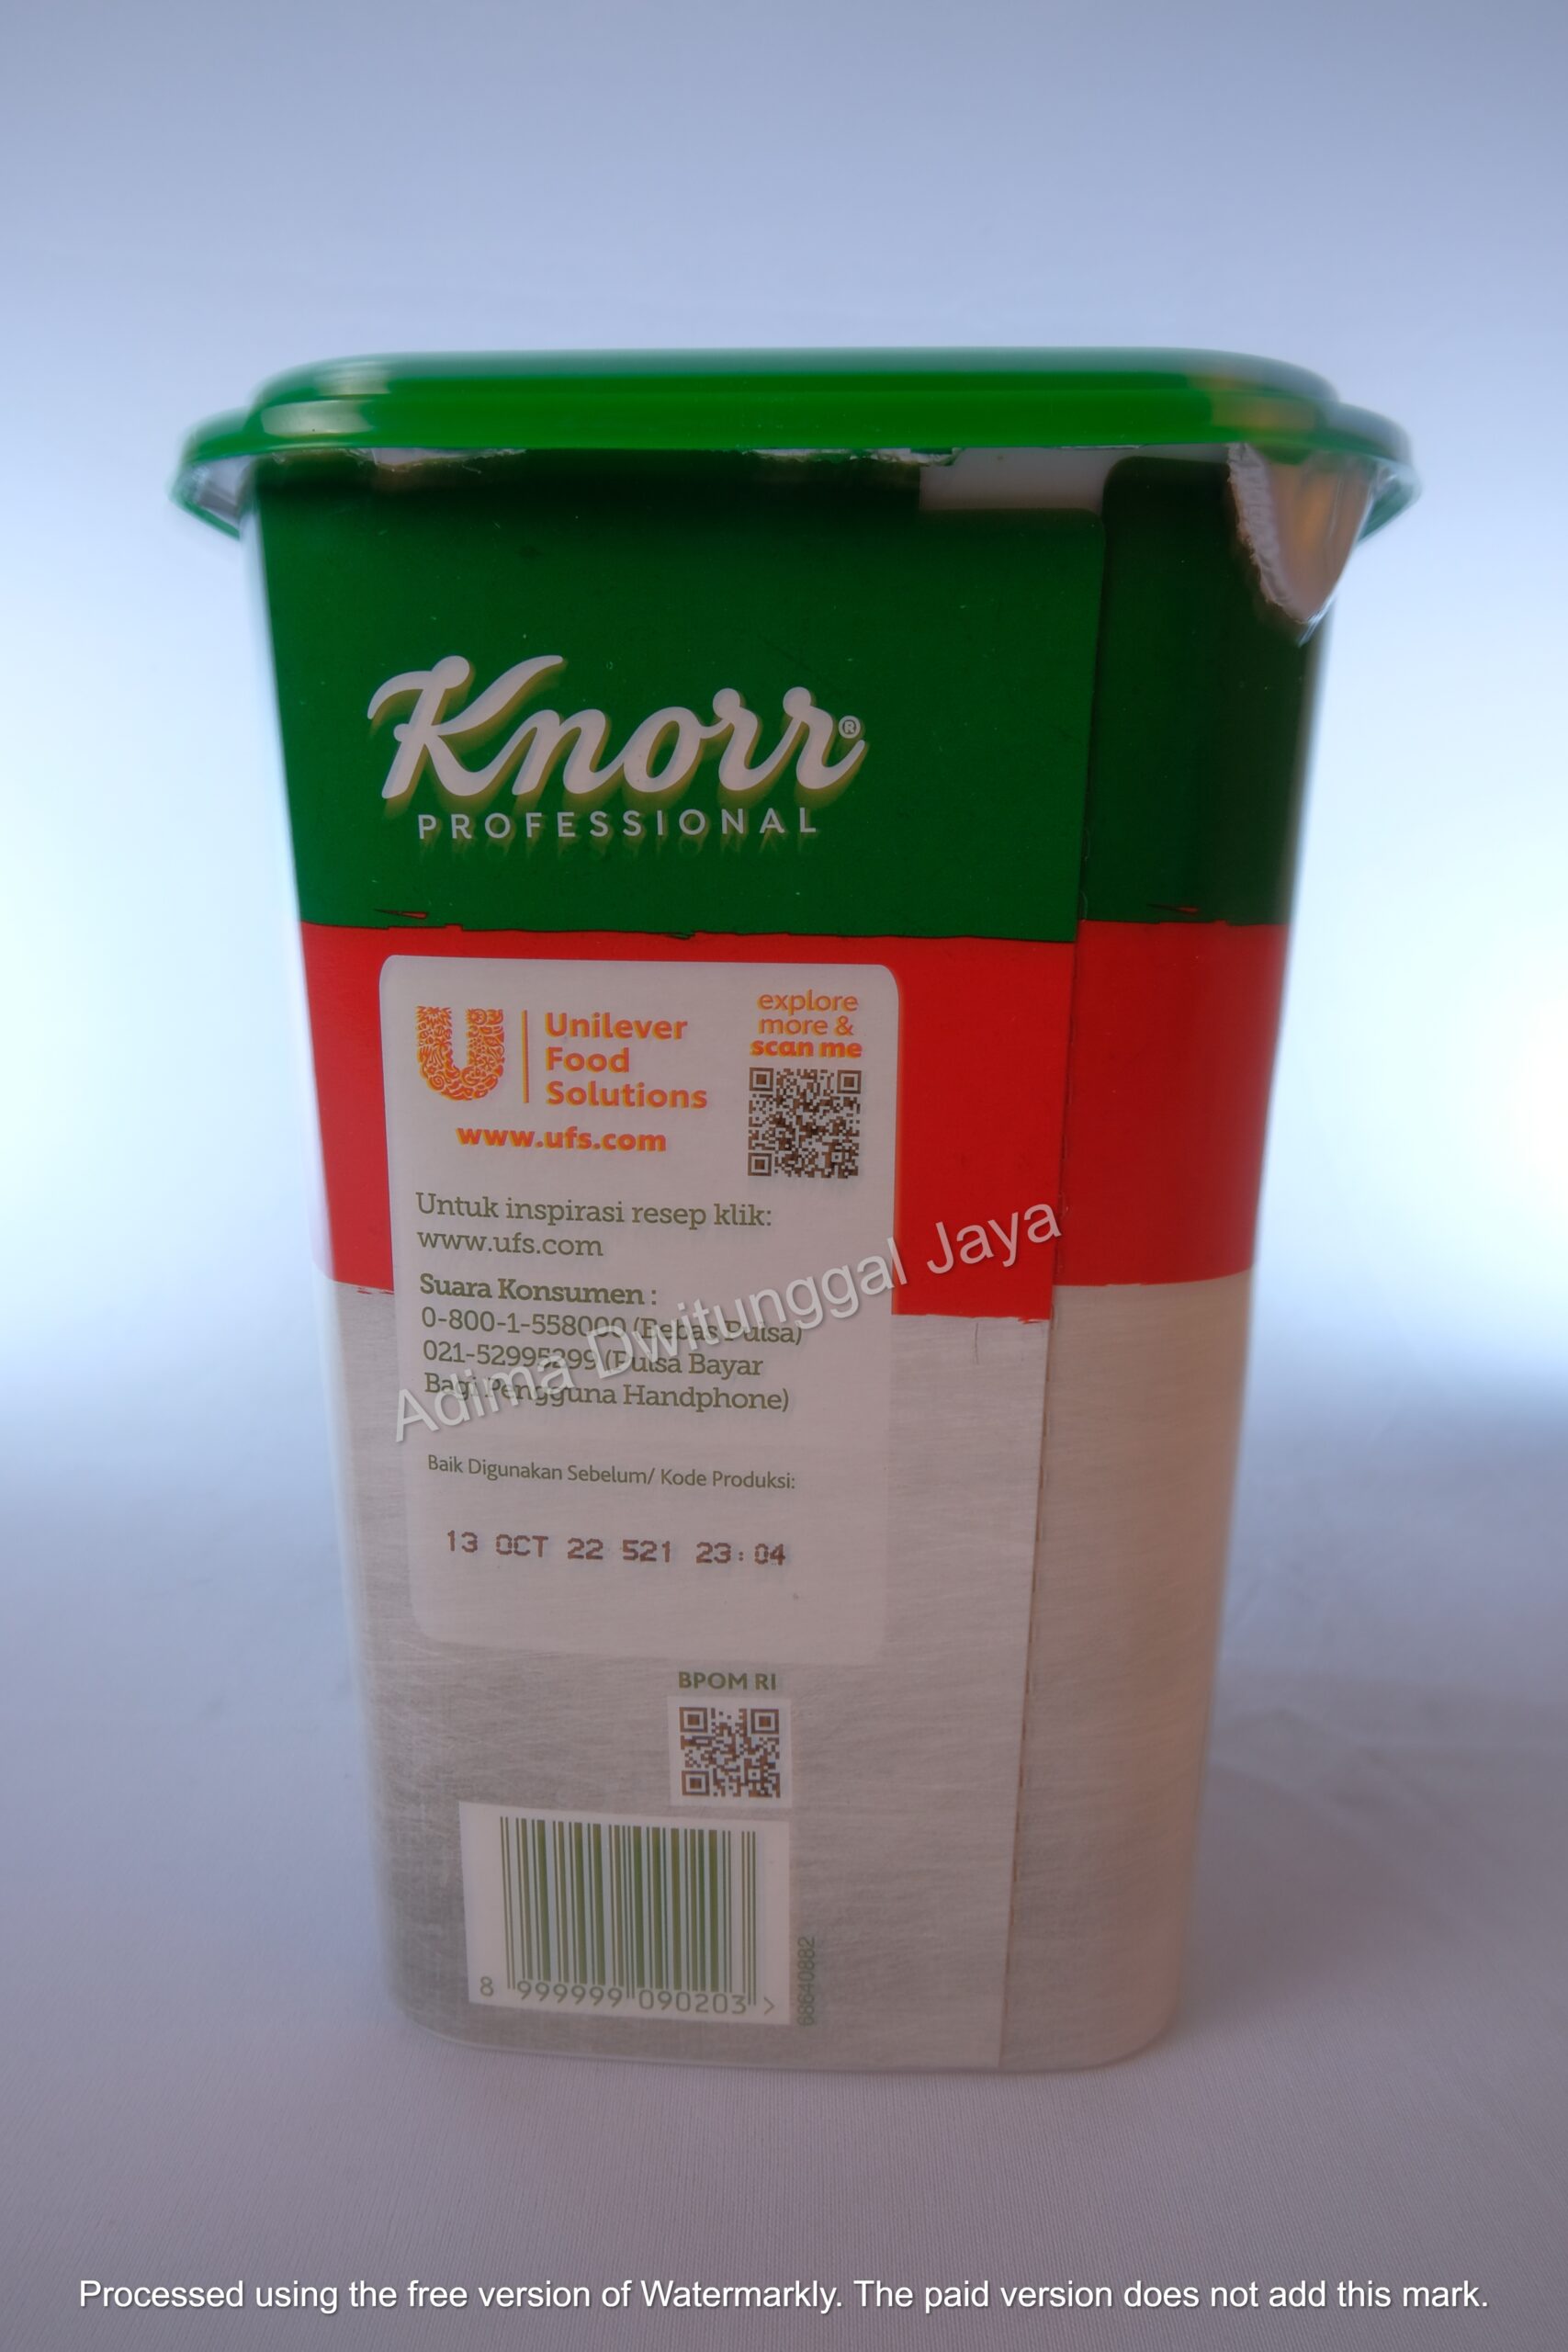 Knorr®
PROFESSIONAL
Unilever
Food
Solutions
www.ufs.com
explore
more &
scan me
Untuk inspirasi resep klik:
www.ufs.com
Suara Konsumen :
0-800-1-558000 (Bebas Pulsa)
021-52995299 (Pulsa Bayar
Bagi Pengguna Handphone)
Adima Dwitunggal Jaya
Baik Digunakan Sebelum/ Kode Produksi:
13 OCT 22 521 23:04
BPOM RI
8 999999 090203 >
68640882
Processed using the free version of Watermarkly. The paid version does not add this mark.